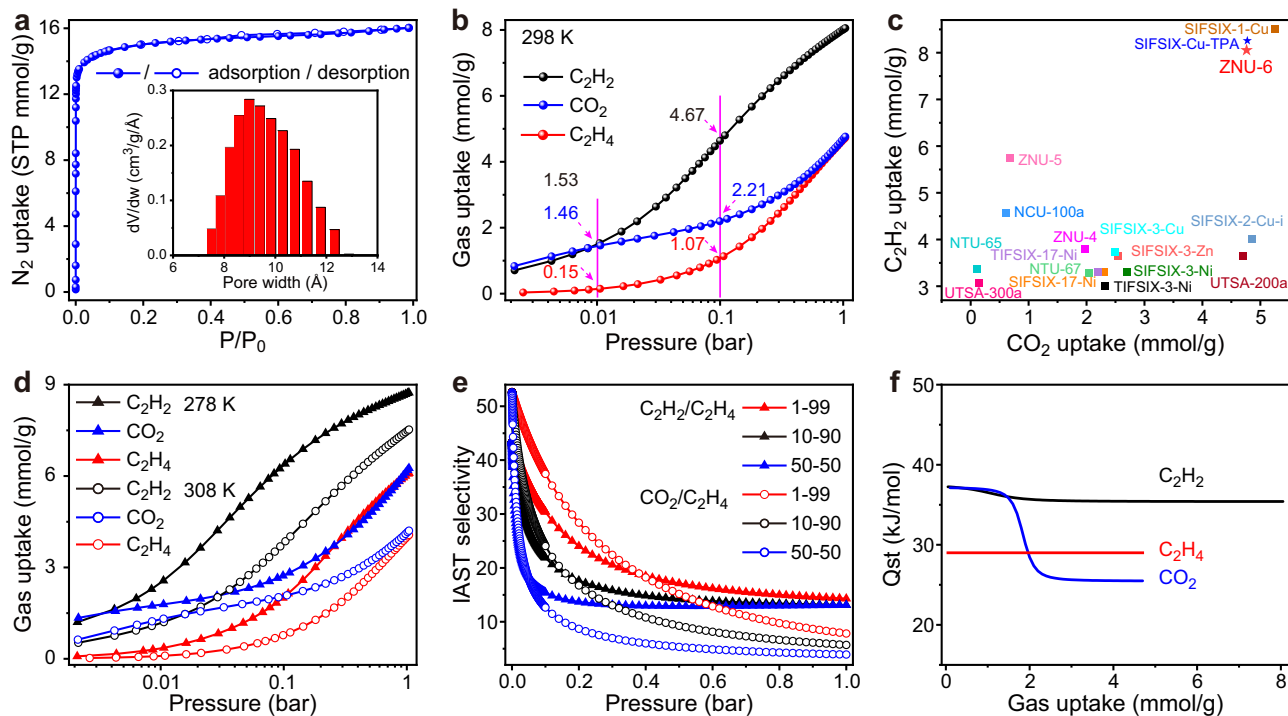 a
N2 uptake (STP mmol/g)
16
12
8
4
0
adsorption / desorption
/
dV/dw (cm3/g/Å)
0.3
0.2
0.1
0.0
6 8 10 12 14
Pore width (Å)
0.0 0.2 0.4 0.6 0.8 1.0
P/P0
b
Gas uptake (mmol/g)
8
6
4
2
0
298 K
C2H2
CO2
C2H4
4.67
1.53
1.46
2.21
0.15
1.07
0.01 0.1 1
Pressure (bar)
c
C2H2 uptake (mmol/g)
8
7
6
5
4
3
SIFSIX-1-Cu
SIFSIX-Cu-TPA
ZNU-6
ZNU-5
NCU-100a
SIFSIX-2-Cu-i
SIFSIX-3-Cu
ZNU-4
NTU-65
TIFSIX-17-Ni
SIFSIX-3-Zn
NTU-67
SIFSIX-3-Ni
SIFSIX-17-Ni
UTSA-300a
TIFSIX-3-Ni
UTSA-200a
0 1 2 3 4 5
CO2 uptake (mmol/g)
d
Gas uptake (mmol/g)
9
6
3
0
C2H2 278 K
CO2
C2H4
C2H2 308 K
CO2
C2H4
0.01 0.1 1
Pressure (bar)
e
IAST selectivity
50
40
30
20
10
C2H2/C2H4
1-99
10-90
50-50
CO2/C2H4
1-99
10-90
50-50
0.0 0.2 0.4 0.6 0.8 1.0
Pressure (bar)
f
Qst (kJ/mol)
50
40
30
20
C2H2
C2H4
CO2
0 2 4 6 8
Gas uptake (mmol/g)